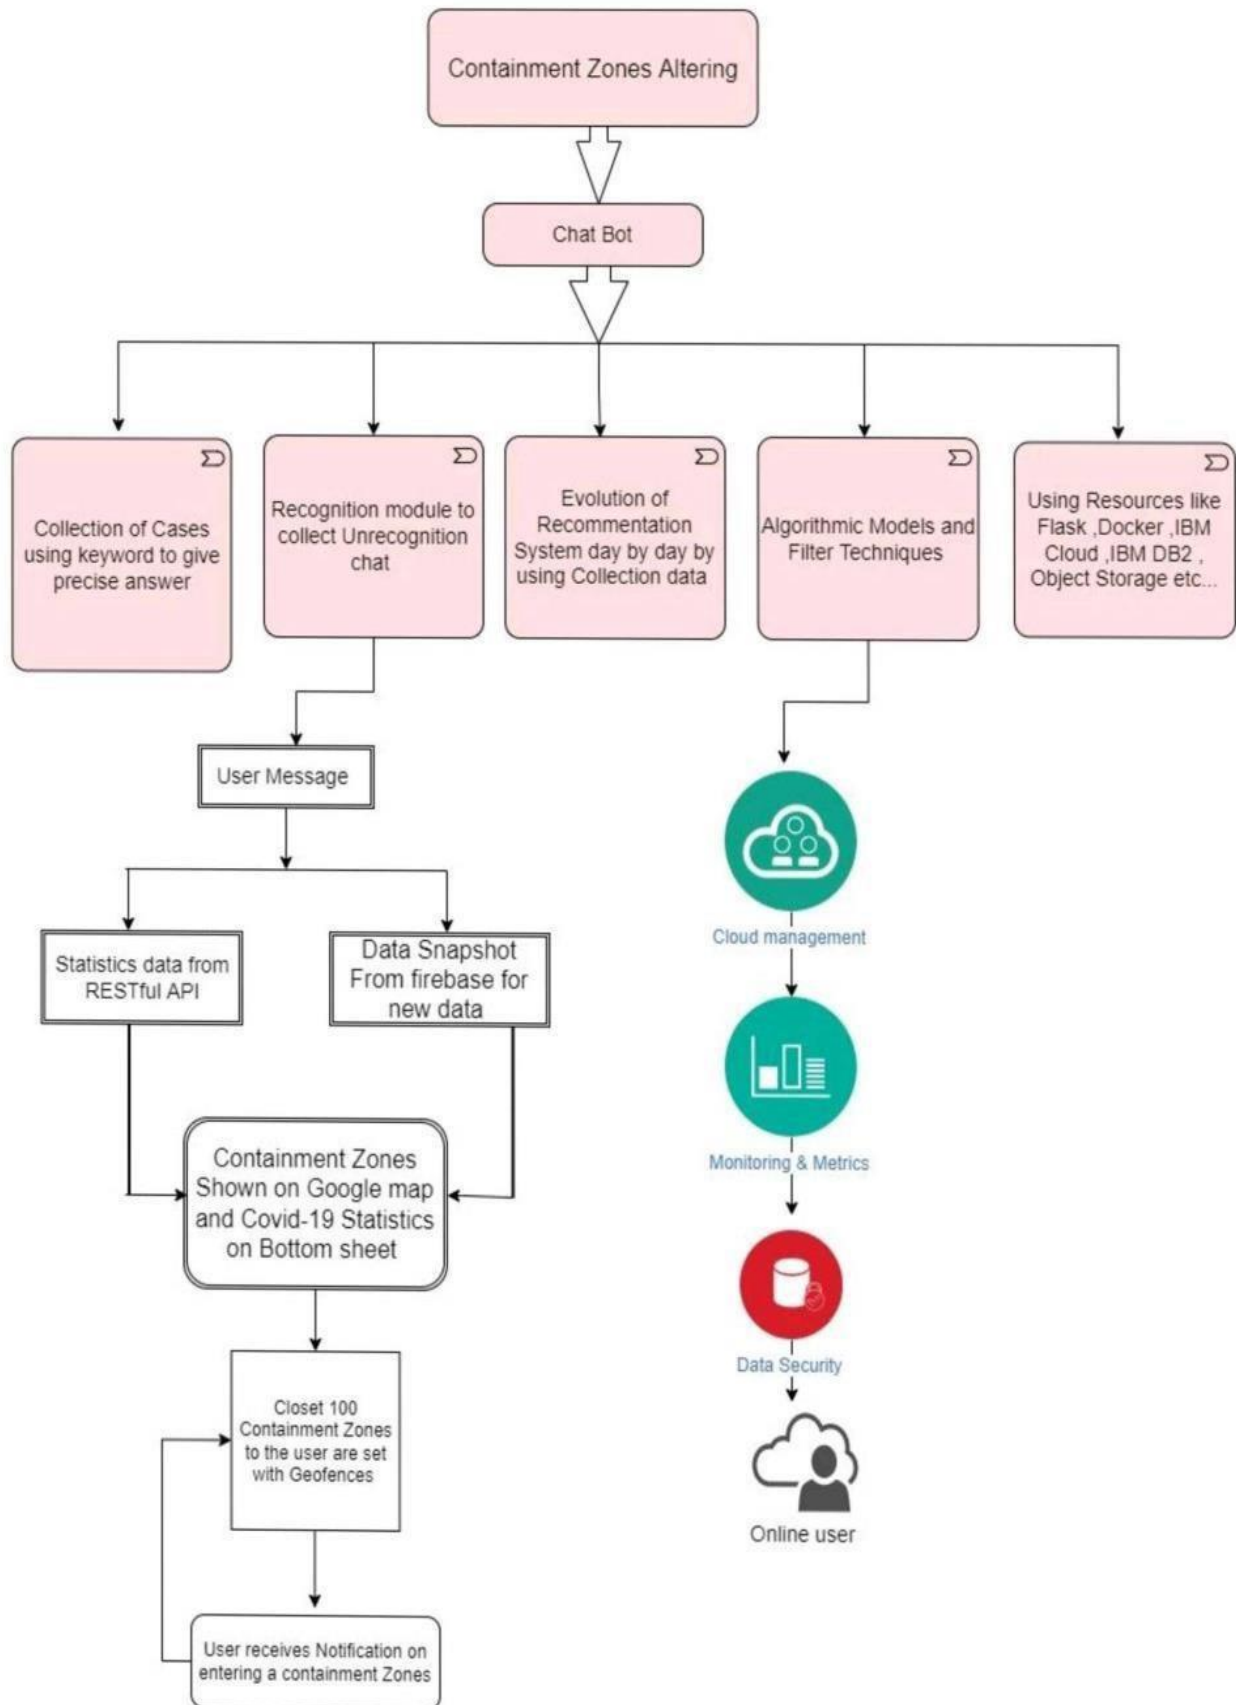 Containment Zones Altering
Chat Bot
Collection of Cases
using keyword to give
precise answer
Recognition module to
collect Unrecognition
chat
Evolution of
Recommentation
System day by day by
using Collection data
Algorithmic Models and
Filter Techniques
Using Resources like
Flask ,Docker ,IBM
Cloud ,IBM DB2 ,
Object Storage etc...
User Message
Statistics data from
RESTful API
Data Snapshot
From firebase for
new data
Containment Zones
Shown on Google map
and Covid-19 Statistics
on Bottom sheet
Closet 100
Containment Zones
to the user are set
with Geofences
User receives Notification on
entering a containment Zones
Cloud management
Monitoring & Metrics
Data Security
Online user